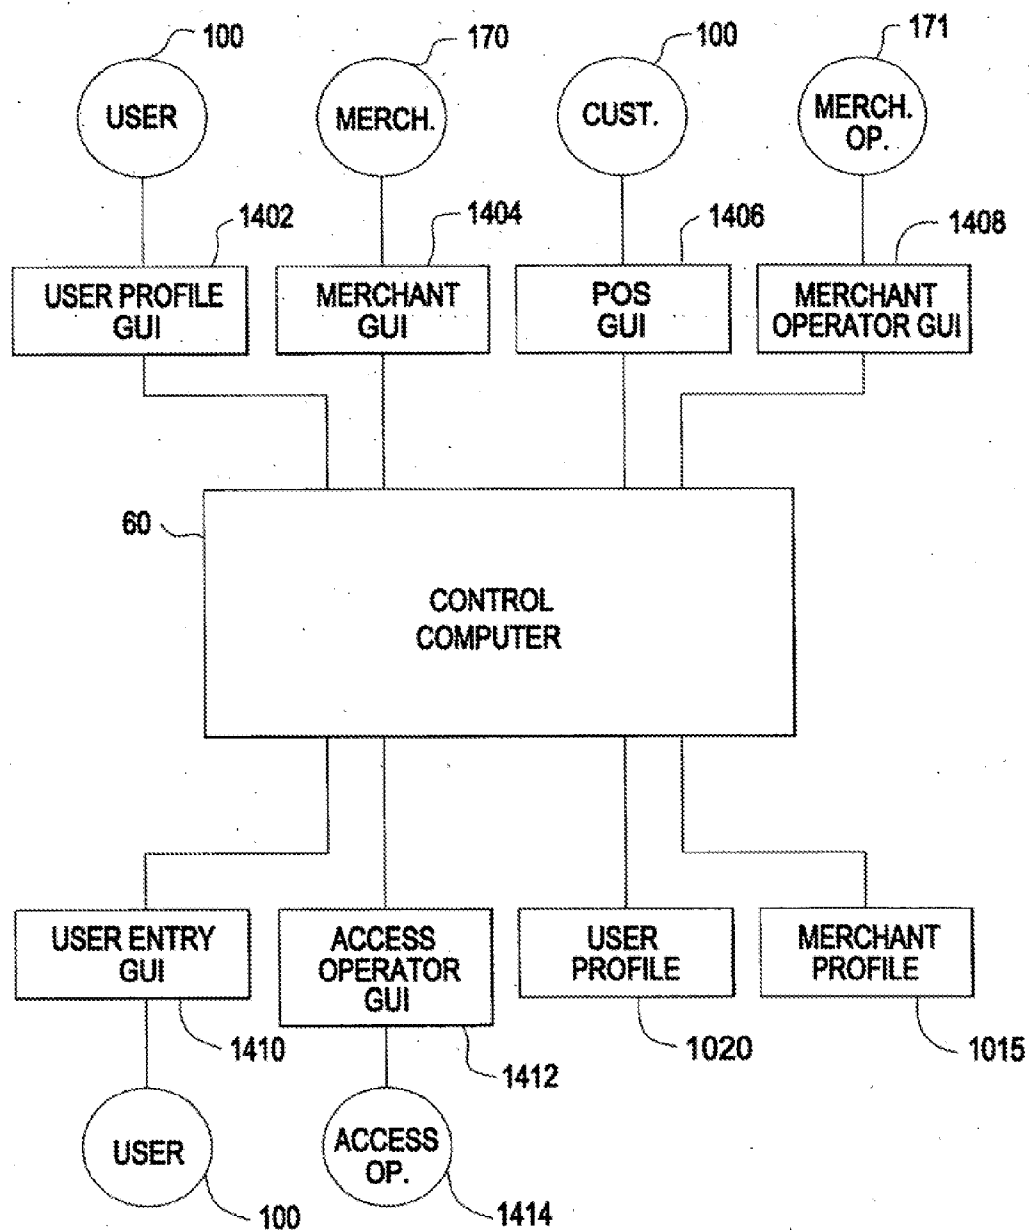 100
170
100
171
USER
MERCH.
CUST.
MERCH.
OP.
1402
1404
1406
1408
USER PROFILE
GUI
MERCHANT
GUI
POS
GUI
MERCHANT
OPERATOR GUI
60
CONTROL
COMPUTER
USER ENTRY
GUI
ACCESS
OPERATOR
GUI
USER
PROFILE
MERCHANT
PROFILE
1410
1412
1020
1015
USER
ACCESS
OP.
100
1414